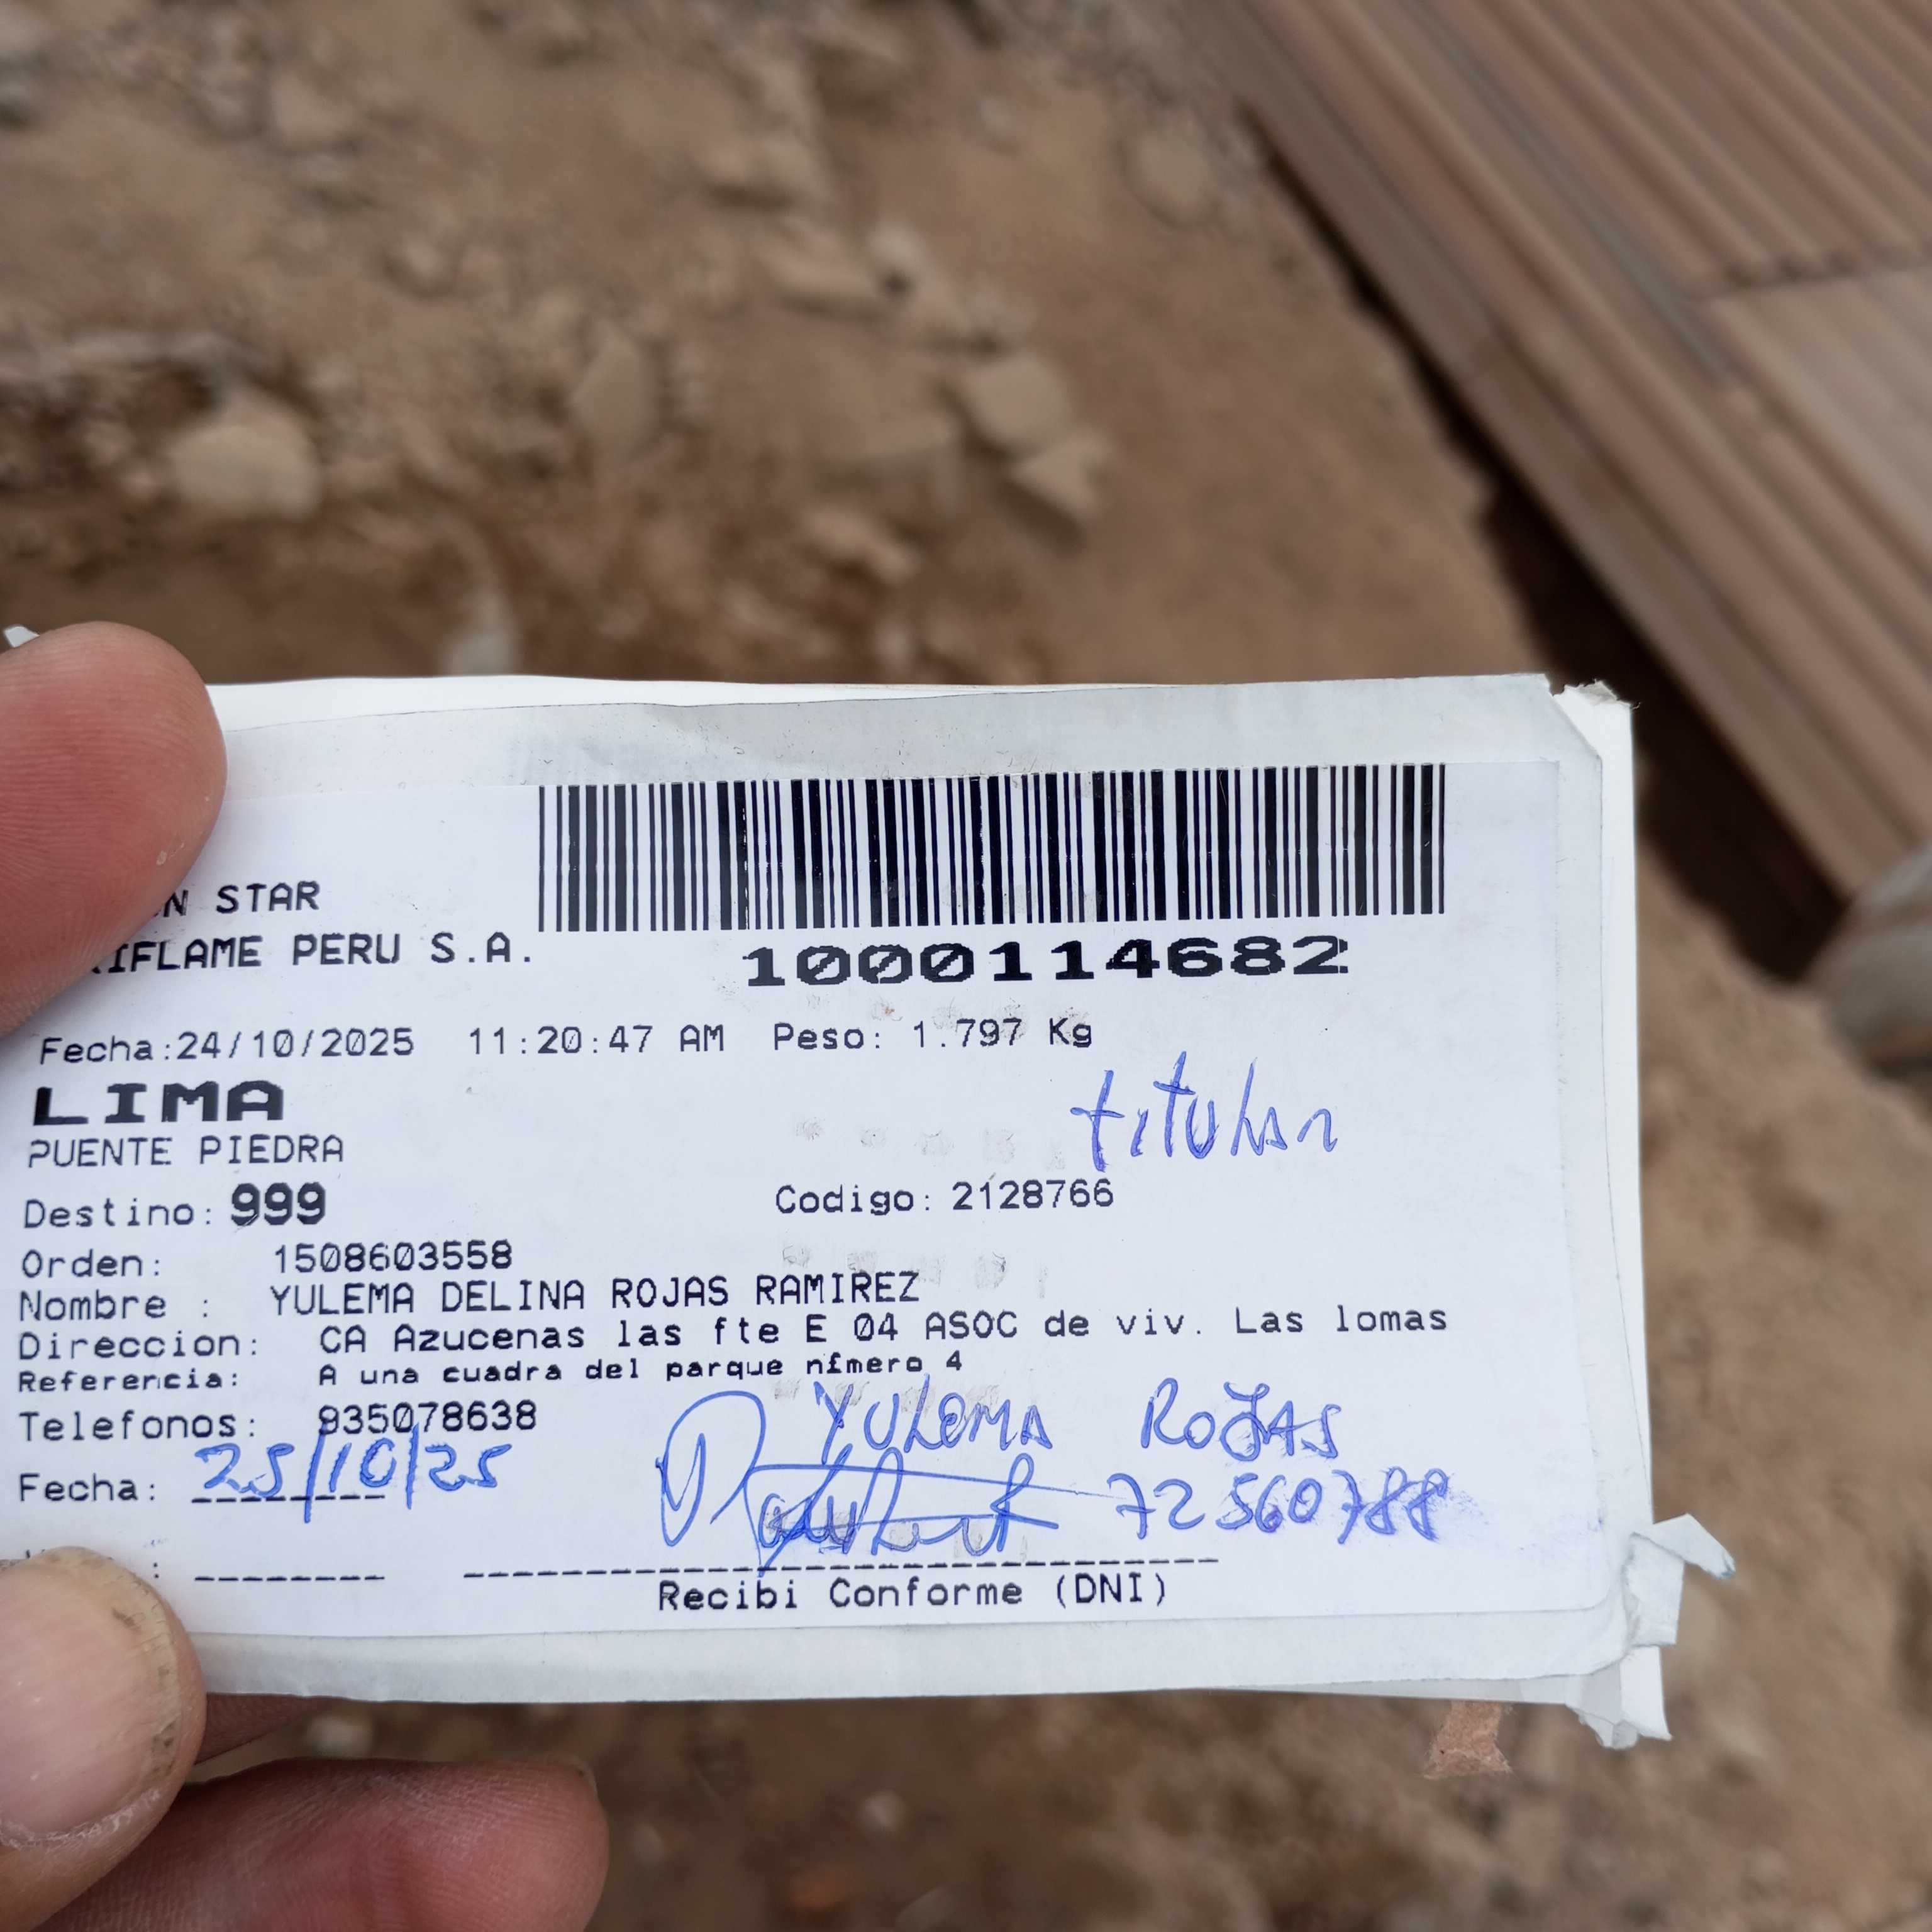 N STAR
IFLAME PERU S.A.
1000114682
Fecha:24/10/2025 11:20:47 AM Peso: 1.797 Kg
LIMA
titular
PUENTE PIEDRA
Destino: 999 Codigo: 2128766
Orden: 1508603558
Nombre : YULEMA DELINA ROJAS RAMIREZ
Direccion: CA Azucenas las fte E 04 ASOC de viv. Las lomas
Referencia: A una cuadra del parque nímero 4
Telefonos: 935078638
YULEMA ROJAS
Fecha: 25/10/25
72560788
Recibi Conforme (DNI)